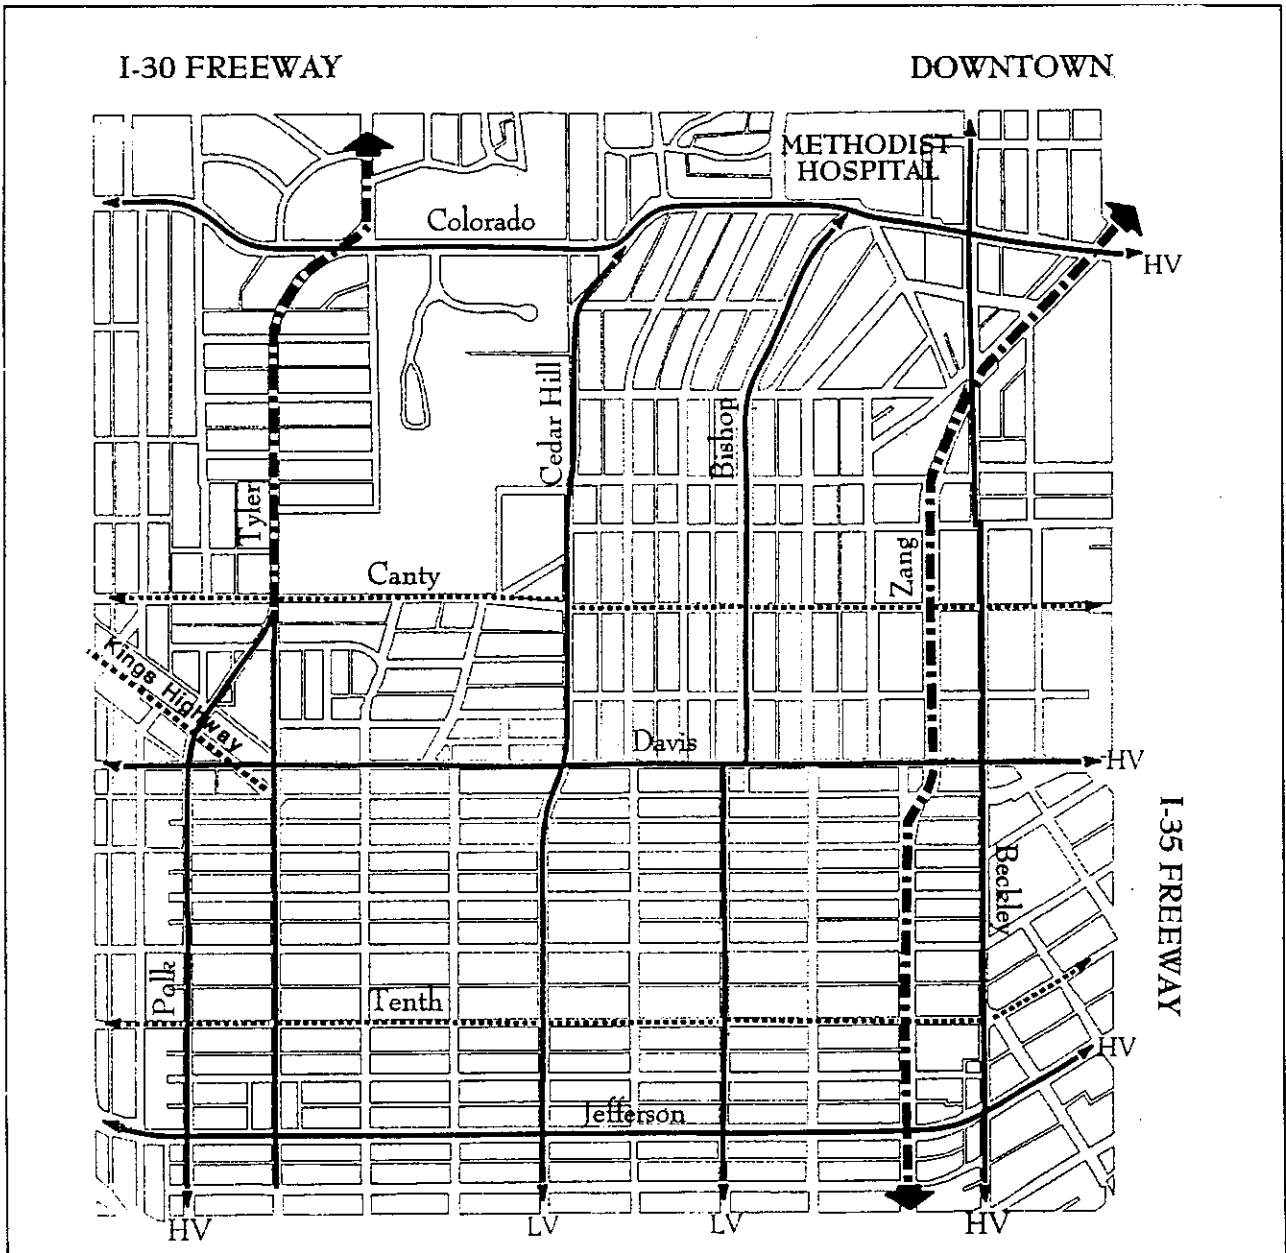 I-30 FREEWAY
DOWNTOWN
METHODIST
HOSPITAL
Colorado
HV
Cedar Hill
Bishop
Tyler
Zang
Canty
Kings Highway
Davis
HV
I-35 FREEWAY
Beckley
Polk
Tenth
HV
Jefferson
HV
LV
LV
HV